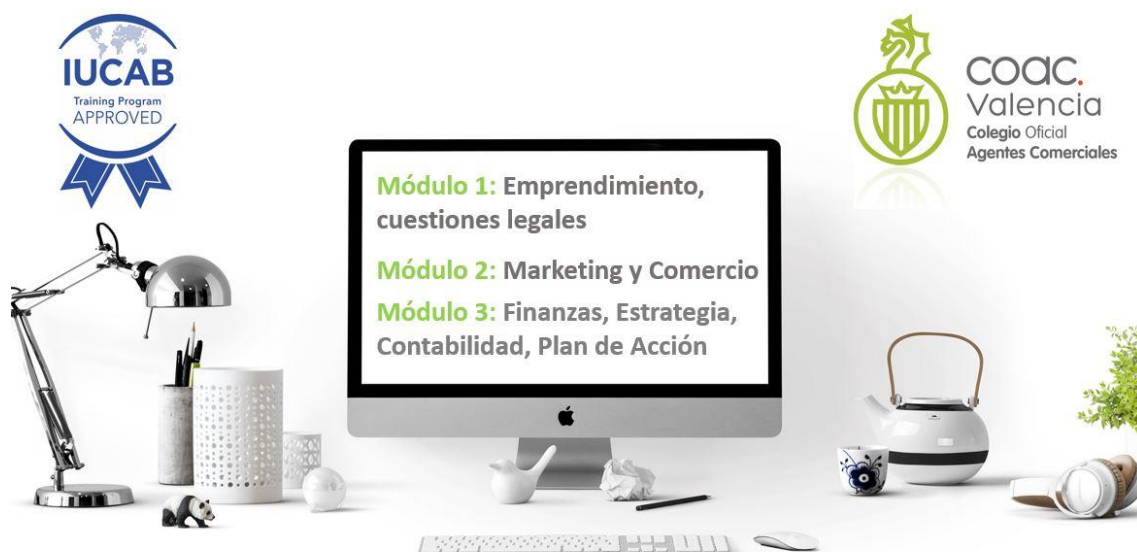 IUCAB
Training Program
APPROVED
coac.
Valencia
Colegio Oficial
Agentes Comerciales
Módulo 1: Emprendimiento,
cuestiones legales
Módulo 2: Marketing y Comercio
Módulo 3: Finanzas, Estrategia,
Contabilidad, Plan de Acción